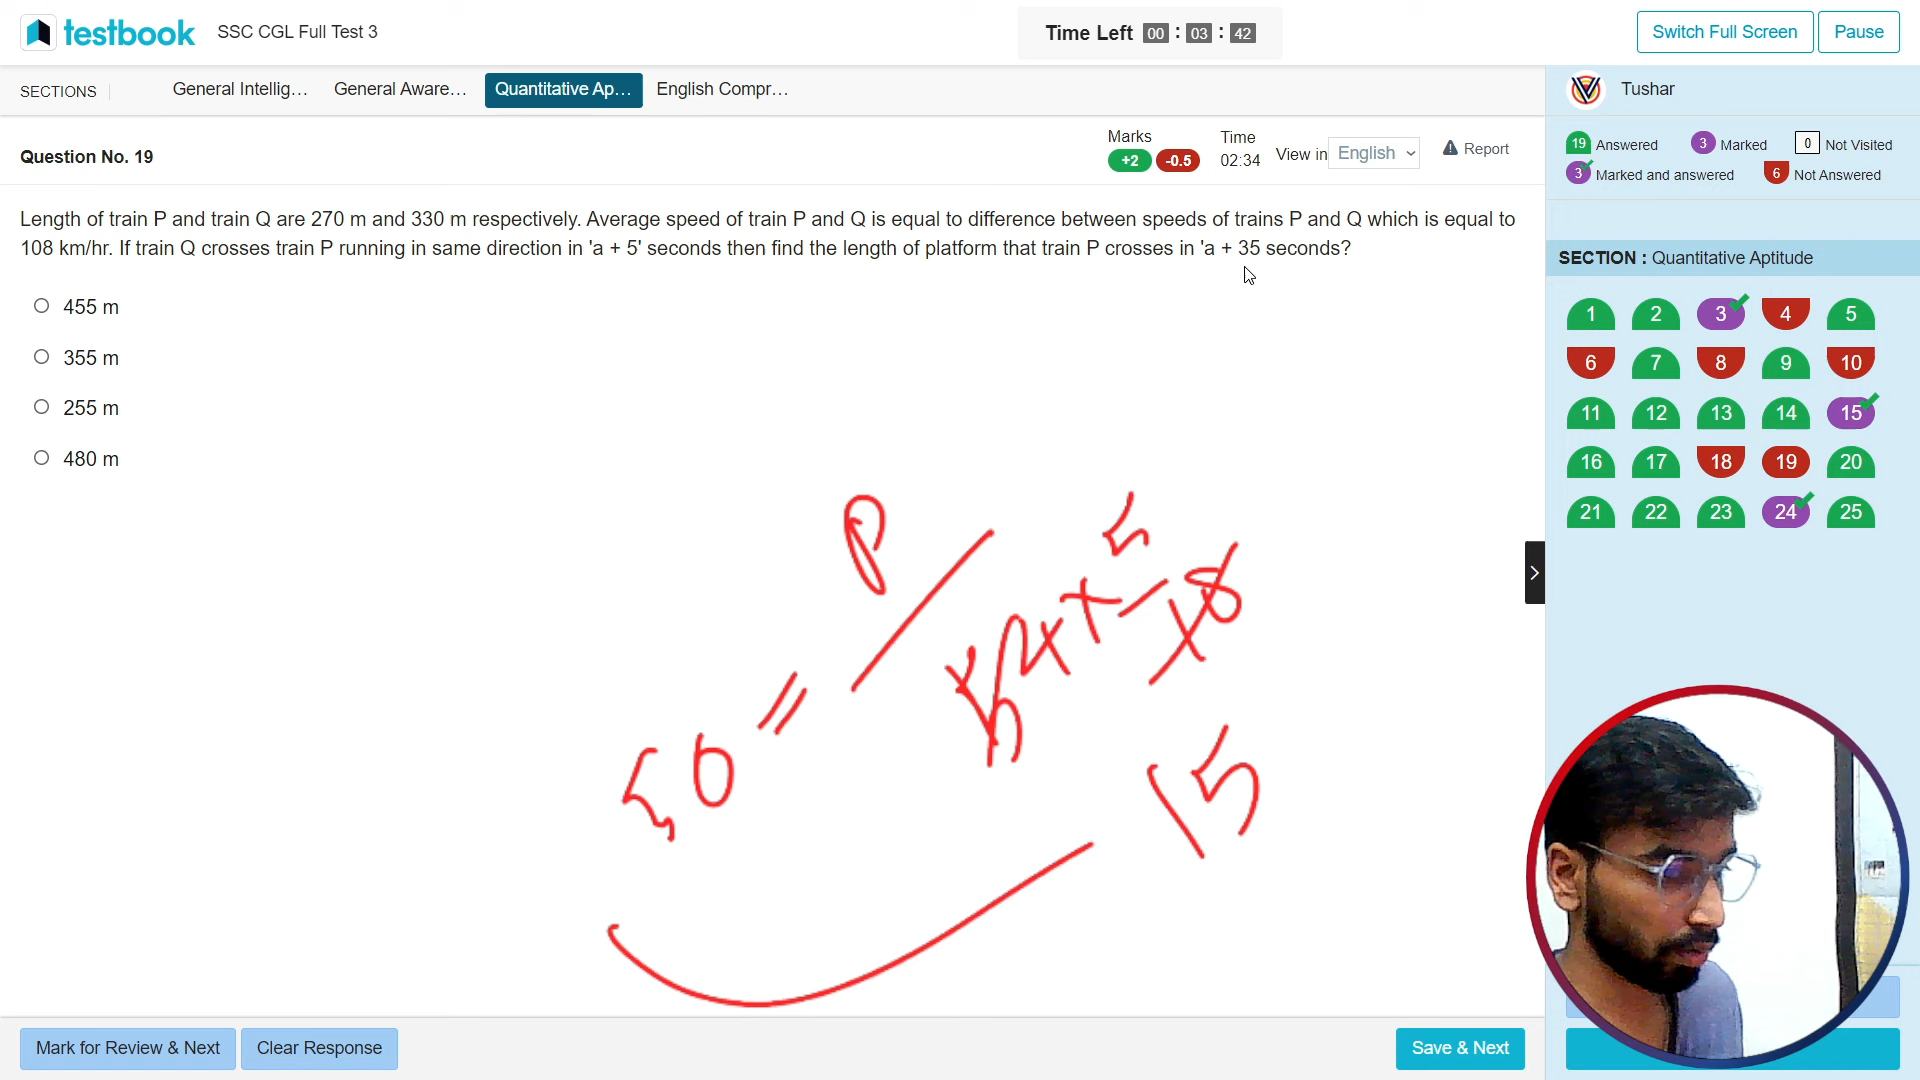 testbook SSC CGL Full Test 3 Time Left 00 : 03 : 42 Switch Full Screen Pause
SECTIONS General Intellig... General Aware... Quantitative Ap... English Compr... Tushar
Question No. 19 Marks +2 -0.5 Time 02:34 View in English Report
19 Answered 3 Marked 0 Not Visited
3 Marked and answered 6 Not Answered
Length of train P and train Q are 270 m and 330 m respectively. Average speed of train P and Q is equal to difference between speeds of trains P and Q which is equal to
108 km/hr. If train Q crosses train P running in same direction in 'a + 5' seconds then find the length of platform that train P crosses in 'a + 35 seconds?
455 m
355 m
255 m
480 m
SECTION : Quantitative Aptitude
1 2 3 4 5
6 7 8 9 10
11 12 13 14 15
16 17 18 19 20
21 22 23 24 25
P
50 =
5
18
15
Mark for Review & Next Clear Response Save & Next